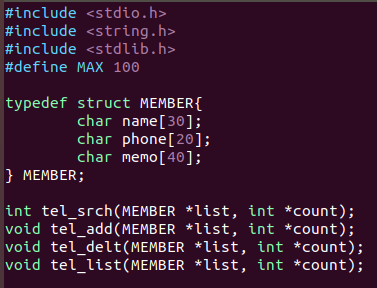 #include <stdio.h>
#include <string.h>
#include <stdlib.h>
#define MAX 100

typedef struct MEMBER{
        char name[30];
        char phone[20];
        char memo[40];
} MEMBER;

int tel_srch(MEMBER *list, int *count);
void tel_add(MEMBER *list, int *count);
void tel_delt(MEMBER *list, int *count);
void tel_list(MEMBER *list, int *count);